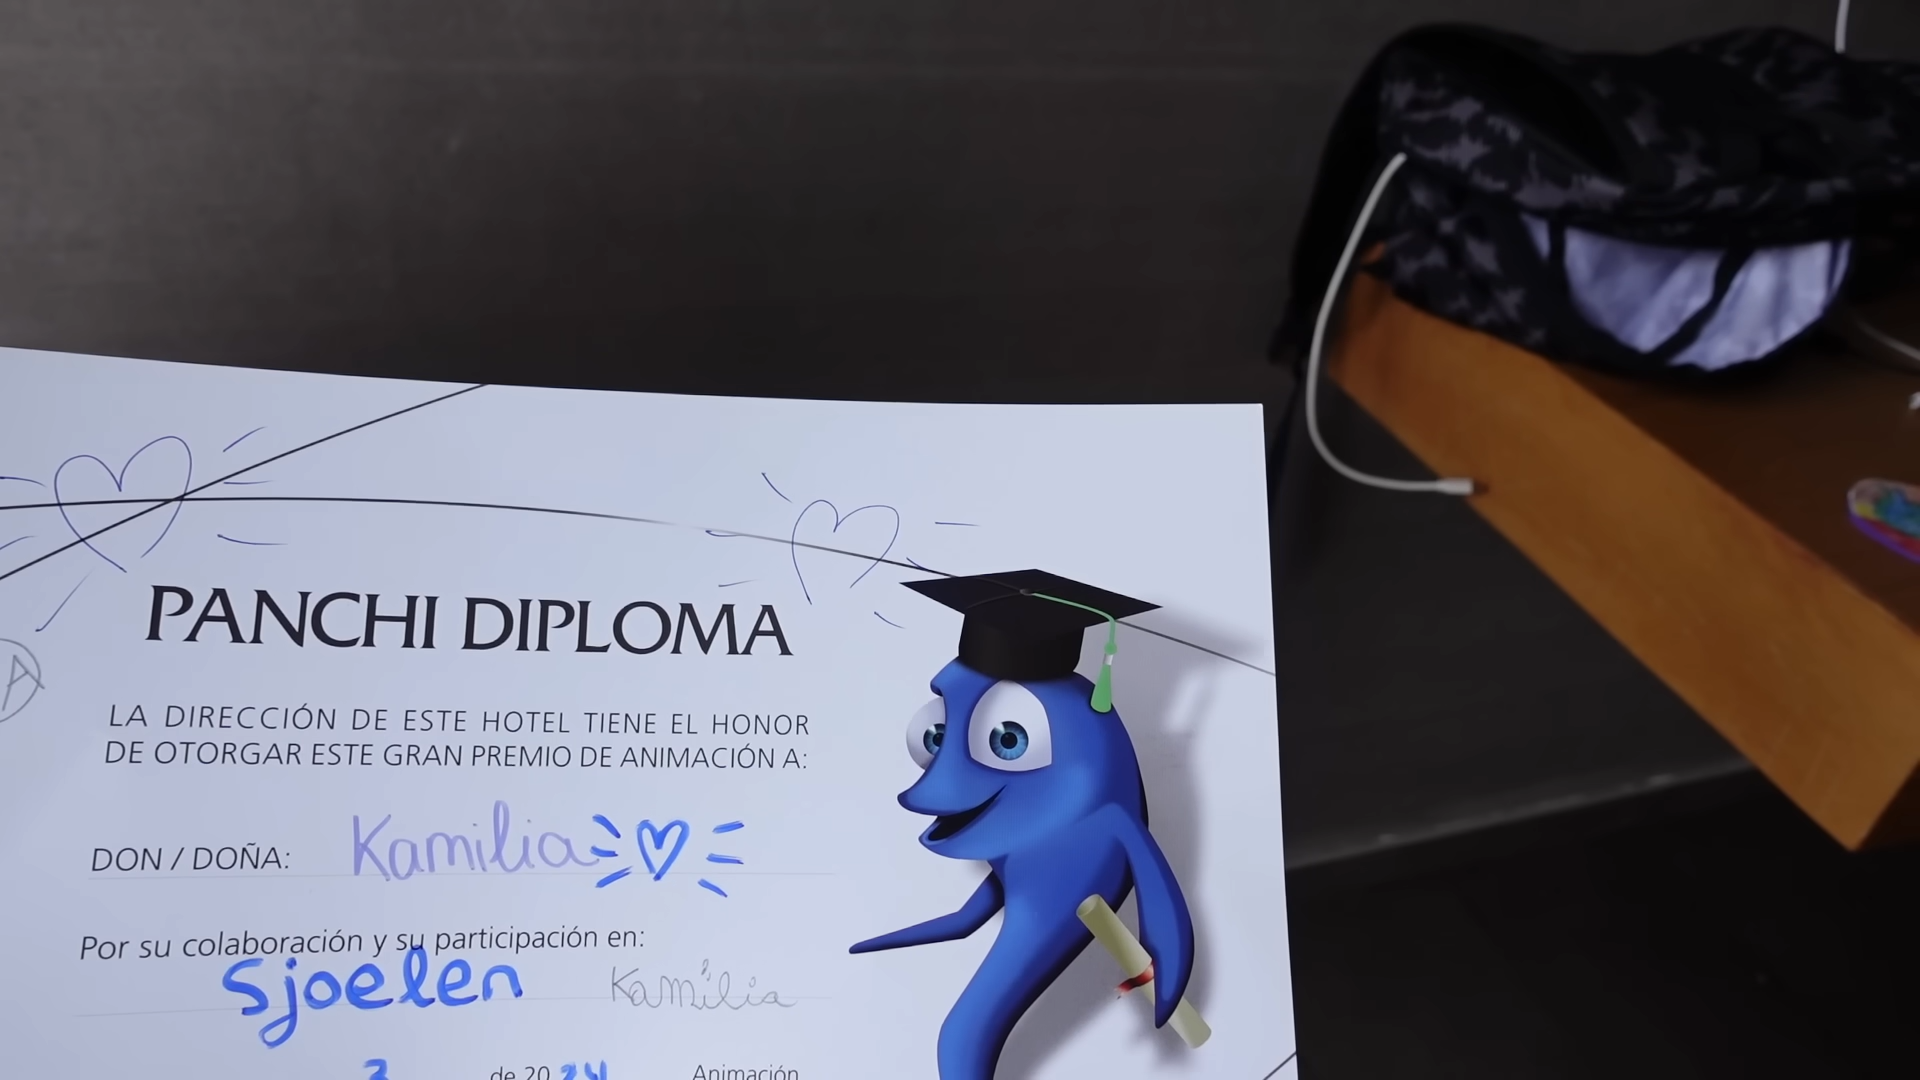 PANCHI DIPLOMA
A
LA DIRECCIÓN DE ESTE HOTEL TIENE EL HONOR
DE OTORGAR ESTE GRAN PREMIO DE ANIMACIÓN A:
DON / DOÑA: Kamilia
Por su colaboración y su participación en:
Sjoelen Kamilia
de 2024 Animación